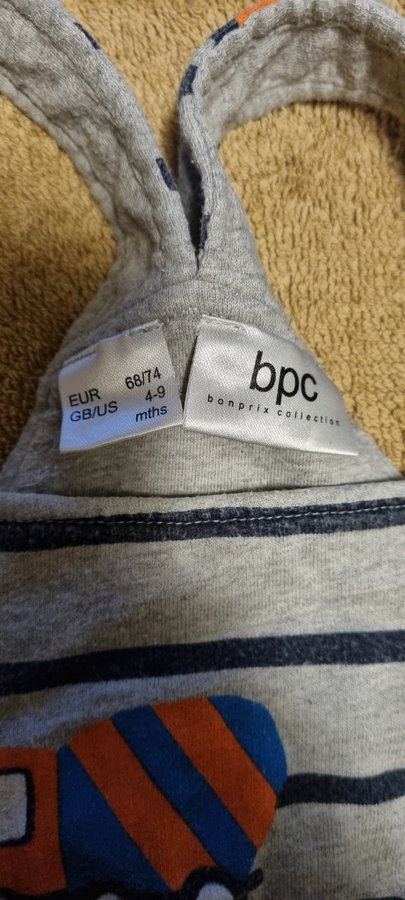 EUR 68/74
GB/US 4-9
mths
bpc
bonprix collection